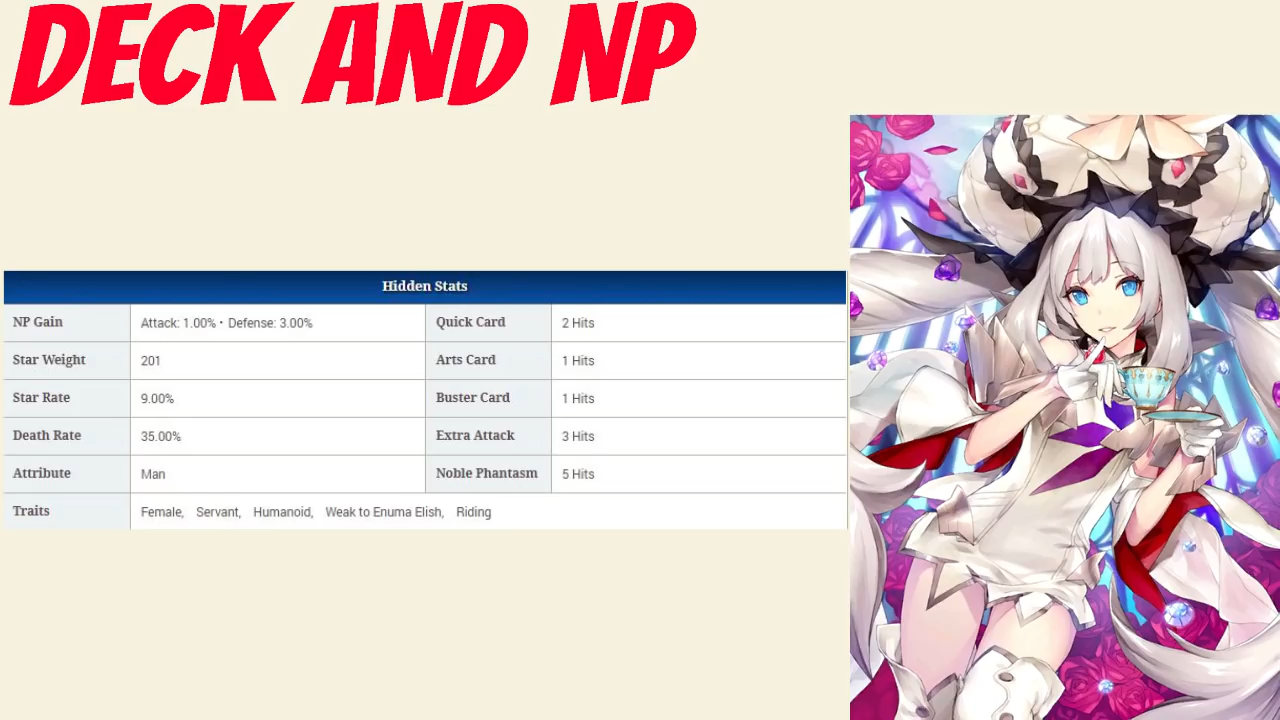 DECK AND NP
Hidden Stats
NP Gain Attack: 1.00% · Defense: 3.00% Quick Card 2 Hits
Star Weight 201 Arts Card 1 Hits
Star Rate 9.00% Buster Card 1 Hits
Death Rate 35.00% Extra Attack 3 Hits
Attribute Man Noble Phantasm 5 Hits
Traits Female, Servant, Humanoid, Weak to Enuma Elish, Riding